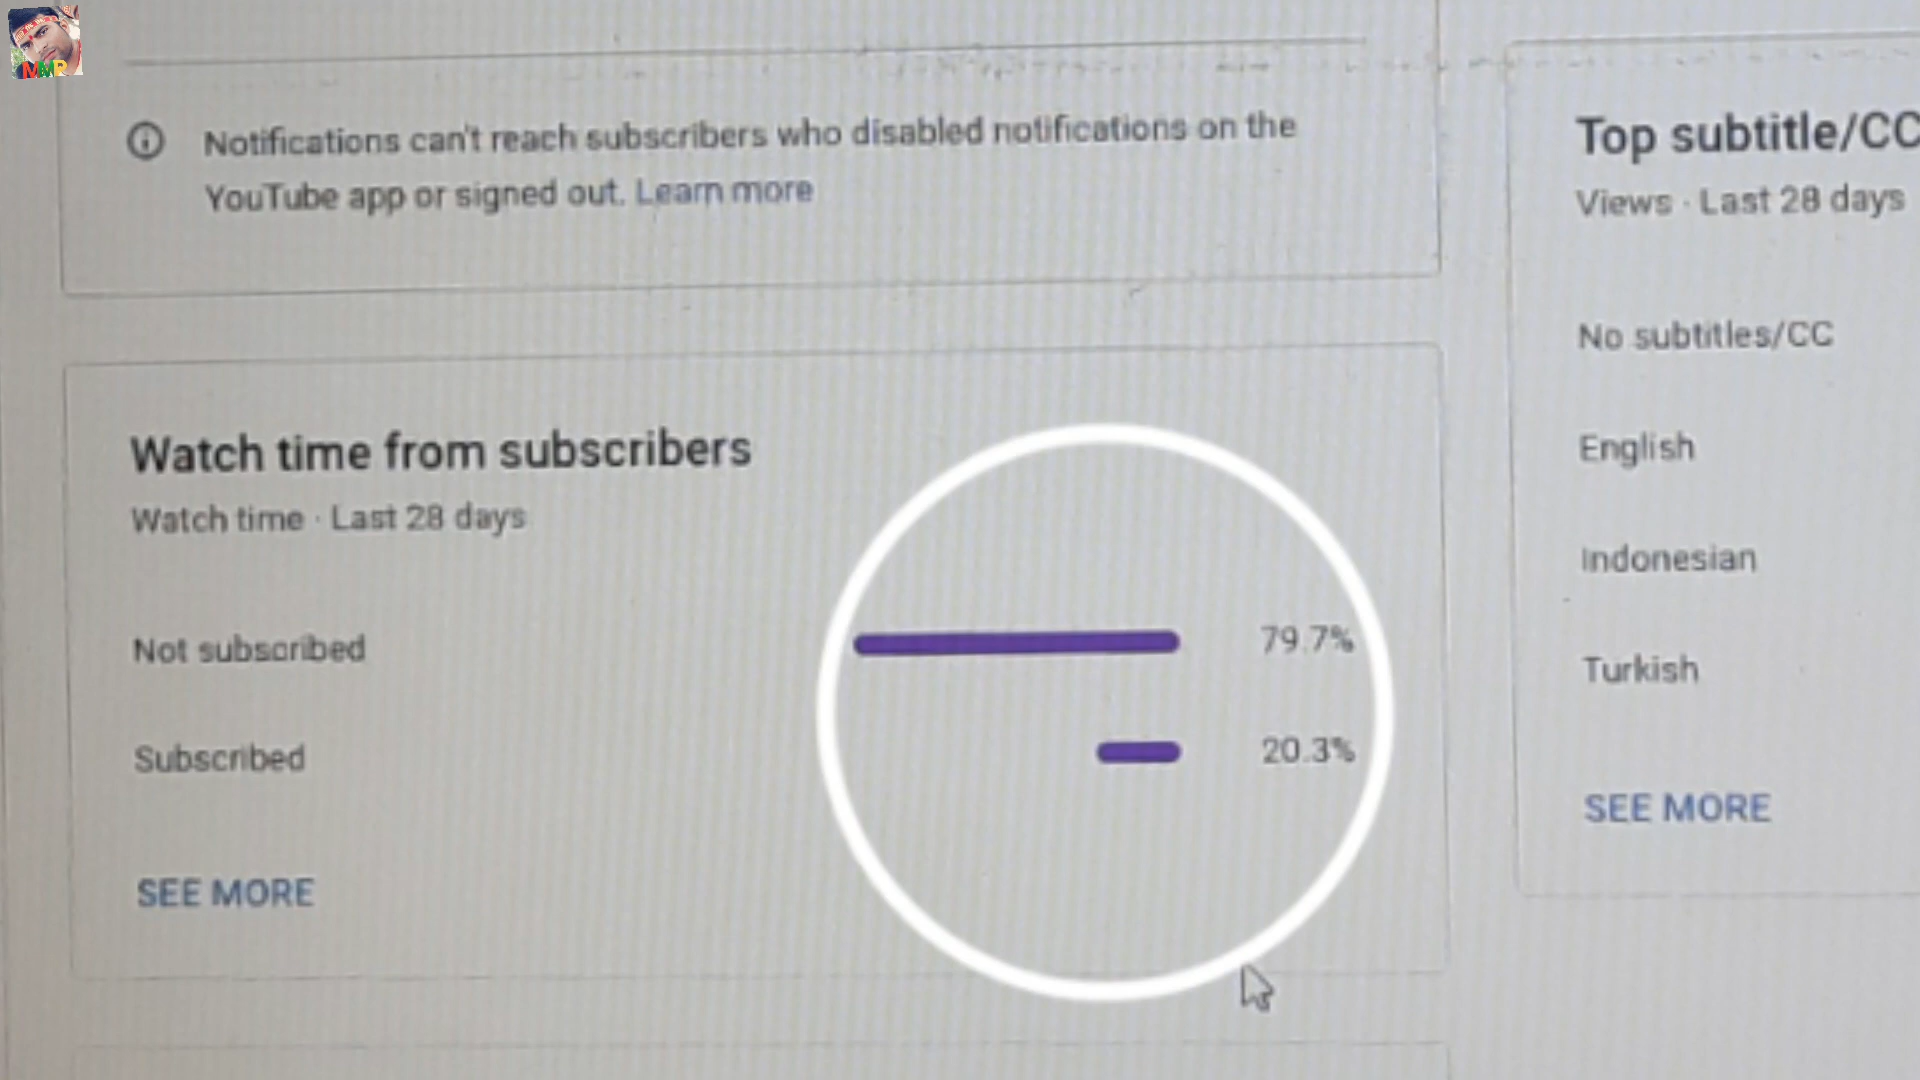 MMR
Notifications can't reach subscribers who disabled notifications on the
YouTube app or signed out. Learn more
Watch time from subscribers
Watch time · Last 28 days
Not subscribed 79.7%
Subscribed 20.3%
SEE MORE
Top subtitle/CC
Views · Last 28 days
No subtitles/CC
English
Indonesian
Turkish
SEE MORE